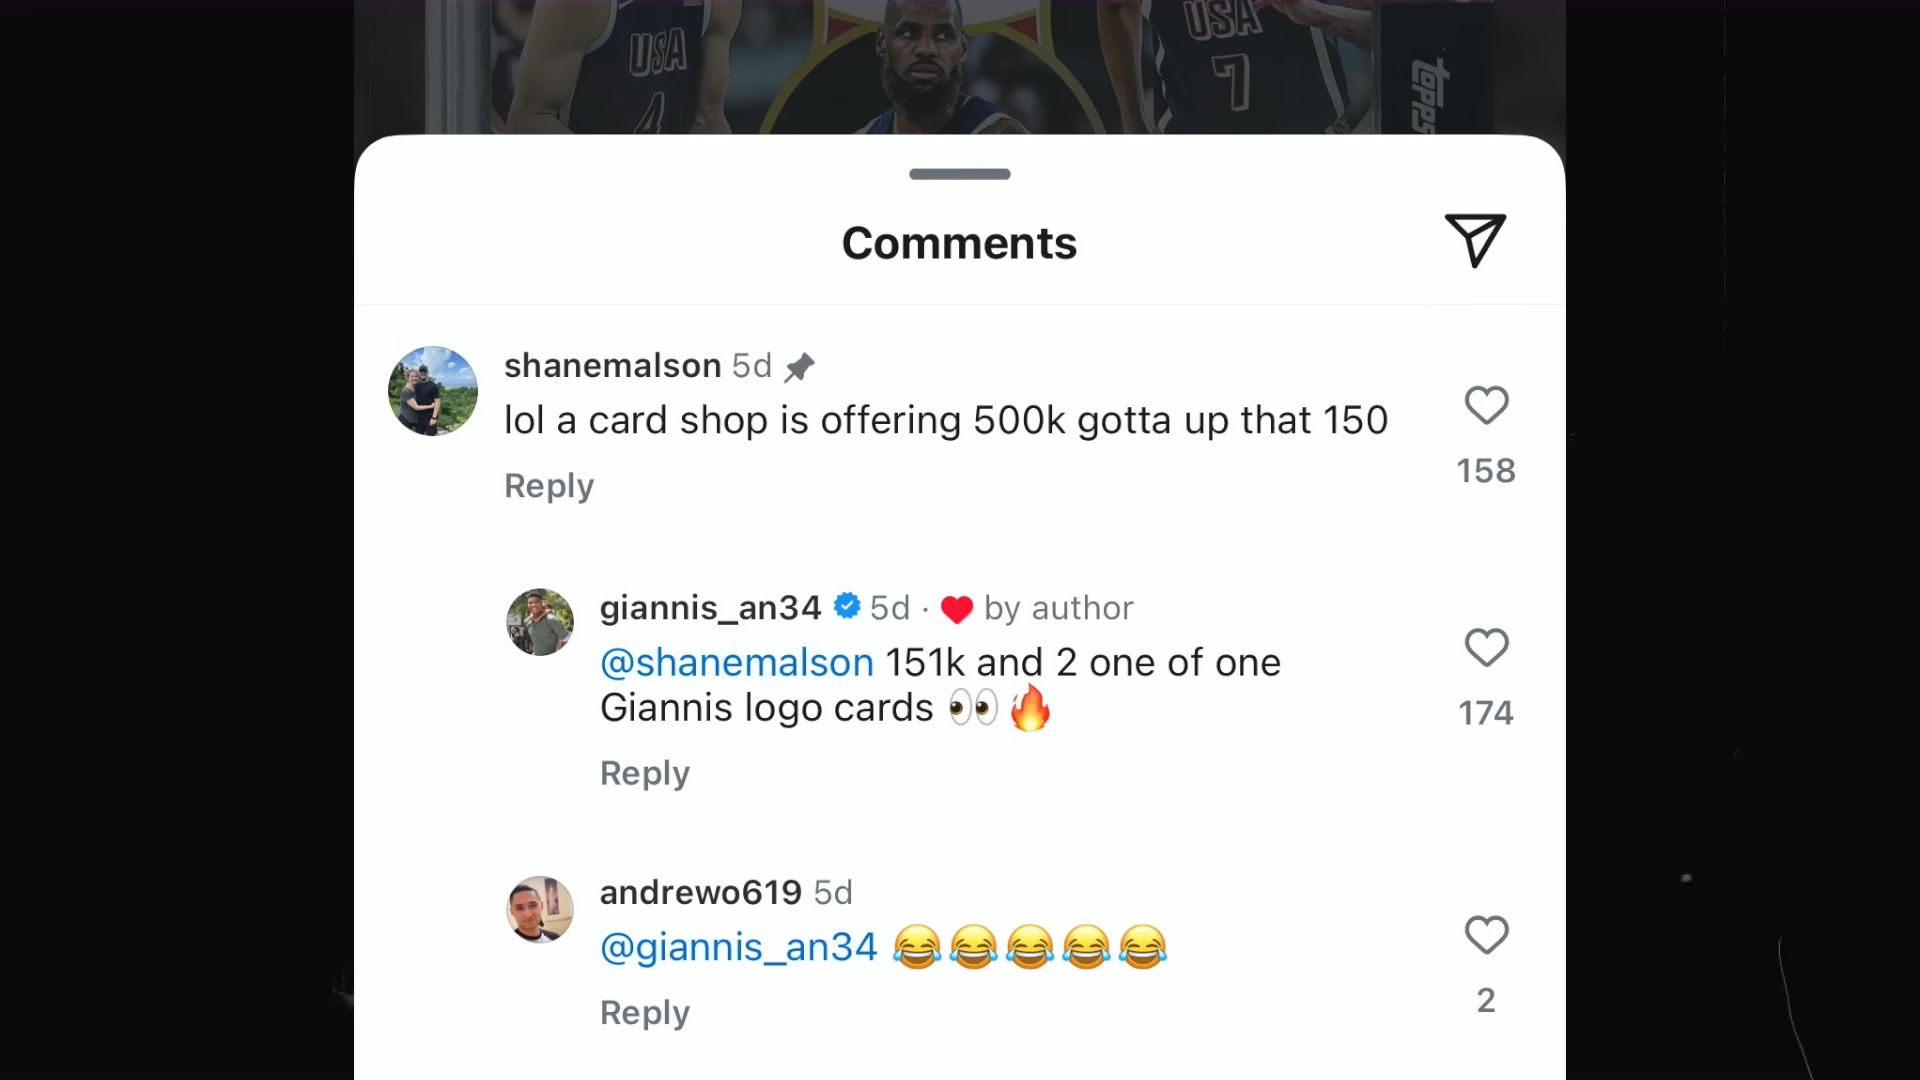 USA
4
USA
7
topps
Comments
shanemalson 5d
lol a card shop is offering 500k gotta up that 150
158
Reply
giannis_an34 5d · ❤️ by author
@shanemalson 151k and 2 one of one
Giannis logo cards 👀🔥
174
Reply
andrewo619 5d
@giannis_an34 😂😂😂😂😂
2
Reply